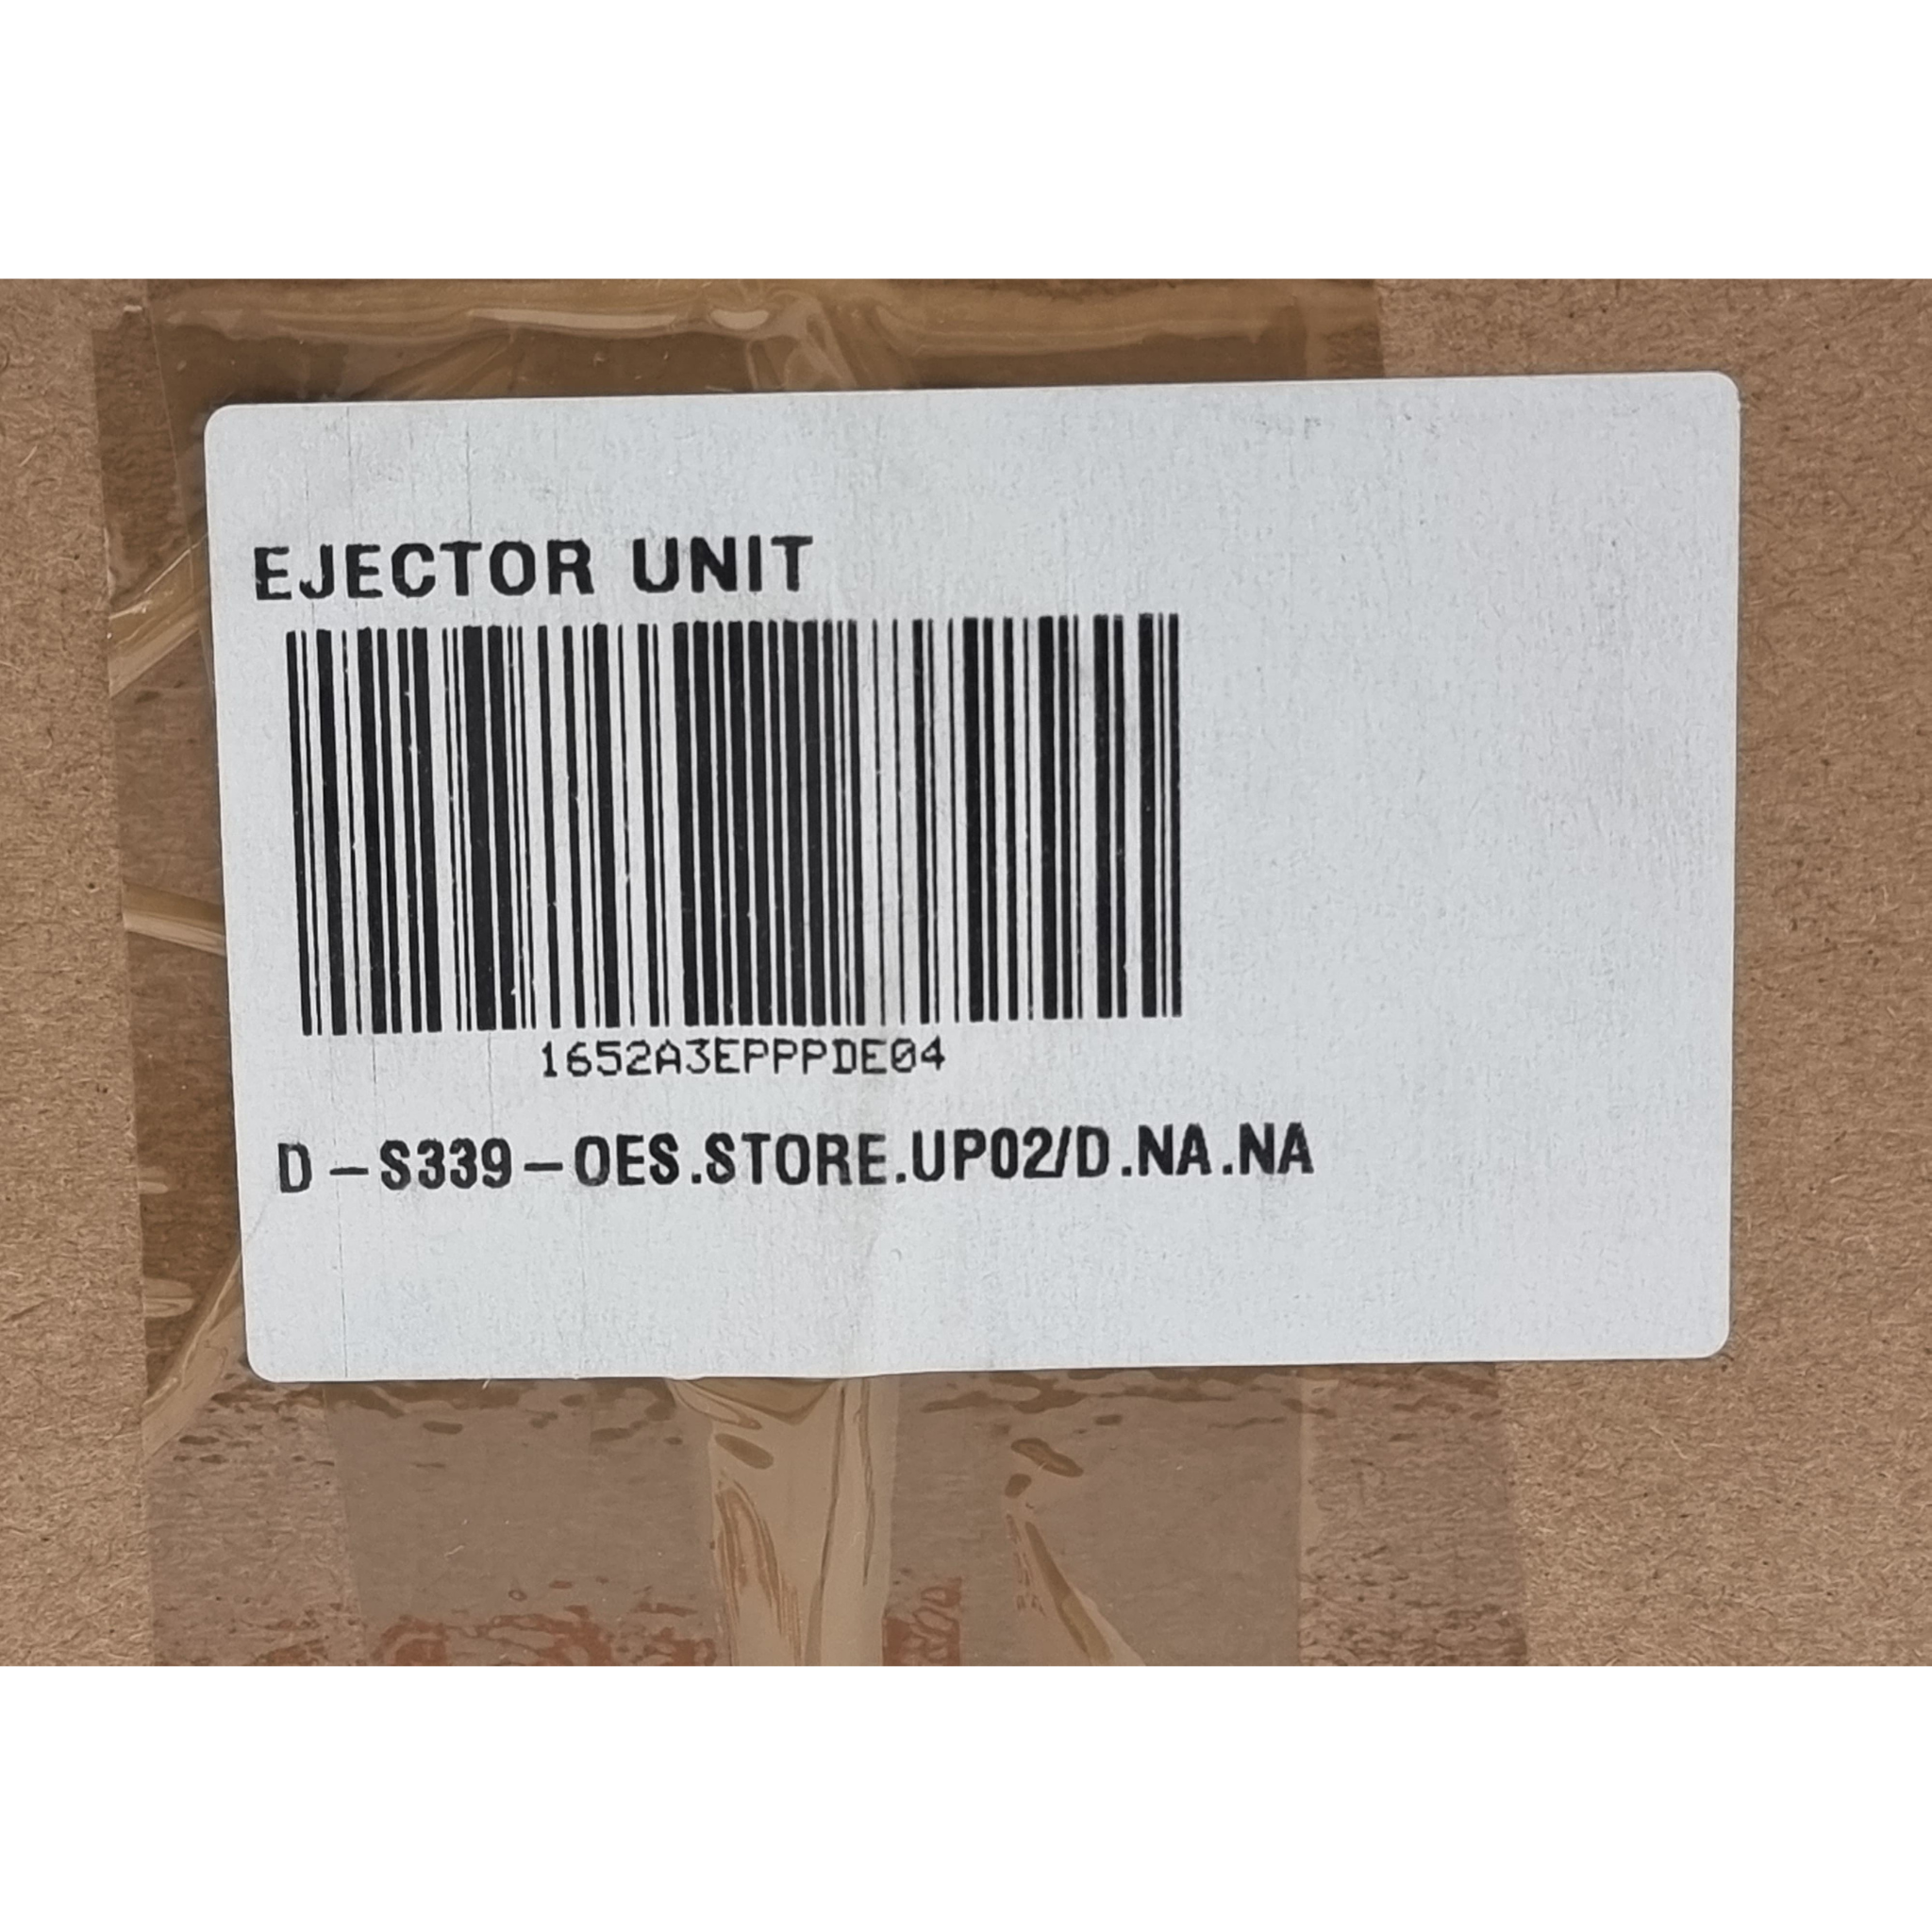 EJECTOR UNIT
1652A3EPPPDE04
D-S339-OES.STORE.UP02/D.NA.NA